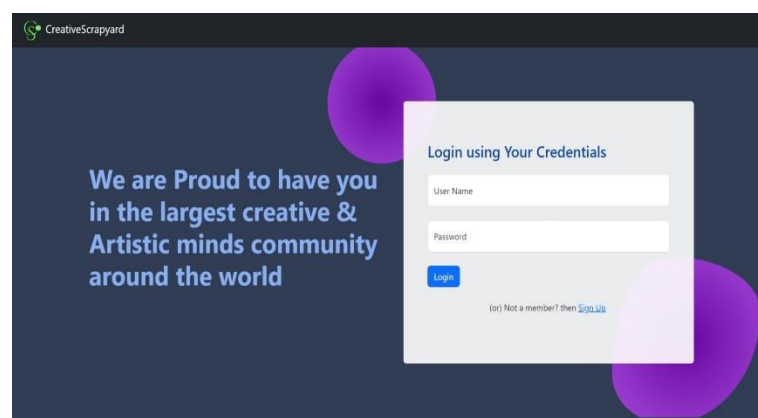 CreativeScrapyard
We are Proud to have you
in the largest creative &
Artistic minds community
around the world
Login using Your Credentials
User Name
Password
Login
(or) Not a member? then Sign Up